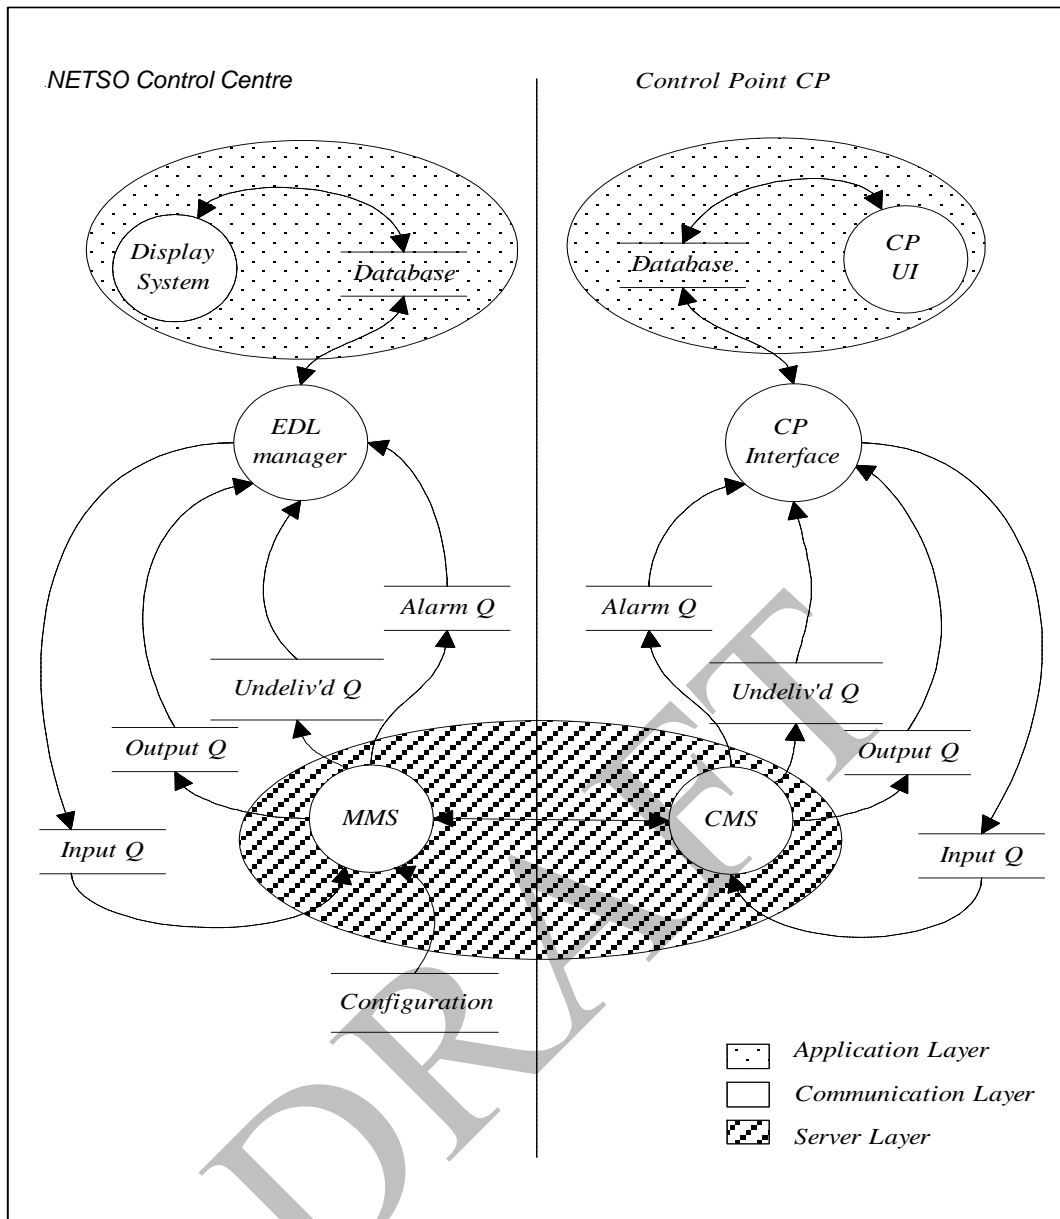 .NETSO Control Centre
Control Point CP
Display
System
Database
Database
CP
UI
EDL
manager
CP
Interface
Alarm Q
Alarm Q
Undeliv'd Q
Undeliv'd Q
Output Q
Output Q
MMS
CMS
Input Q
Input Q
Configuration
Application Layer
Communication Layer
Server Layer
DRAFT